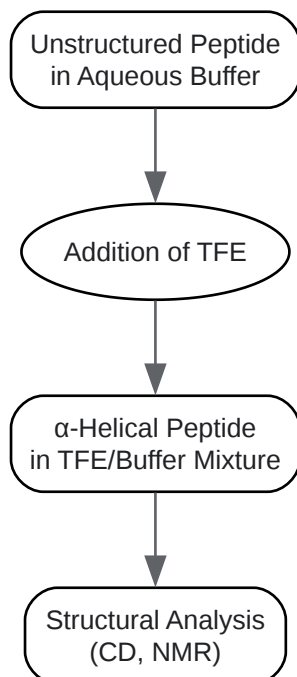 Unstructured Peptide
in Aqueous Buffer
Addition of TFE
α-Helical Peptide
in TFE/Buffer Mixture
Structural Analysis
(CD, NMR)